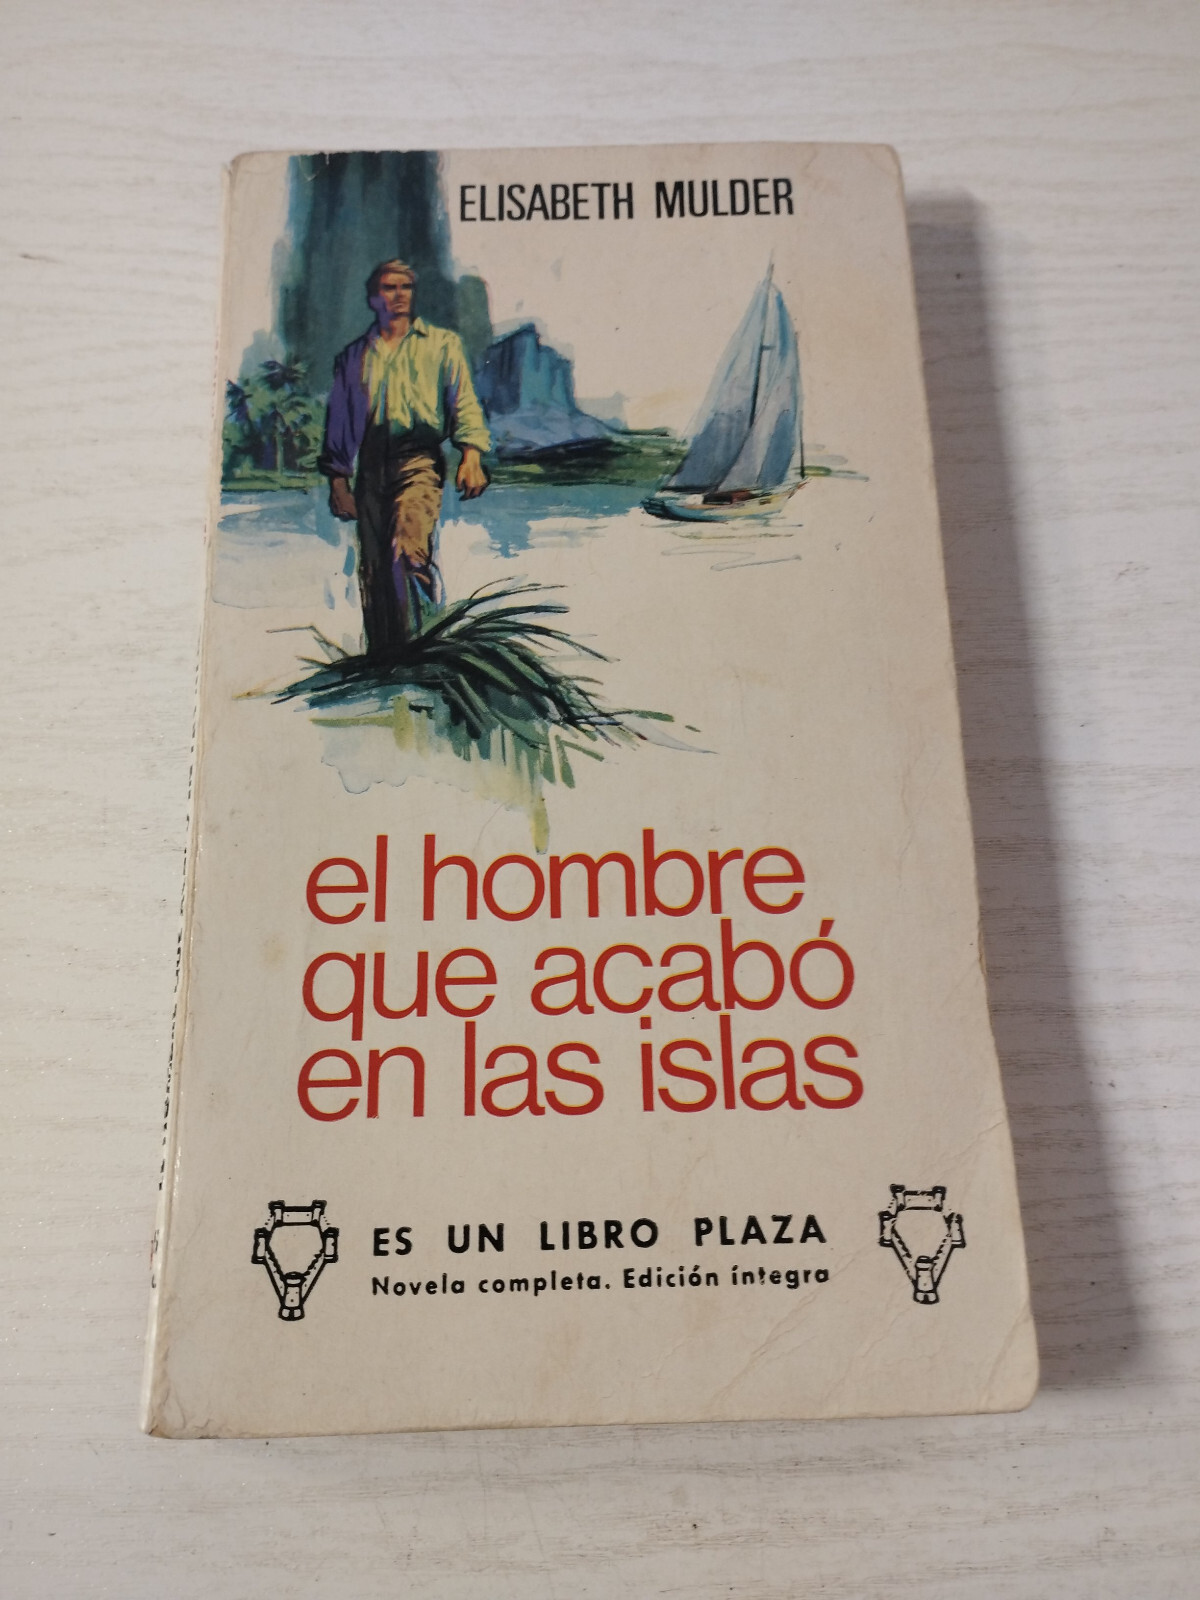 ELISABETH MULDER
el hombre
que acabó
en las islas
ES UN LIBRO PLAZA
Novela completa. Edición íntegra